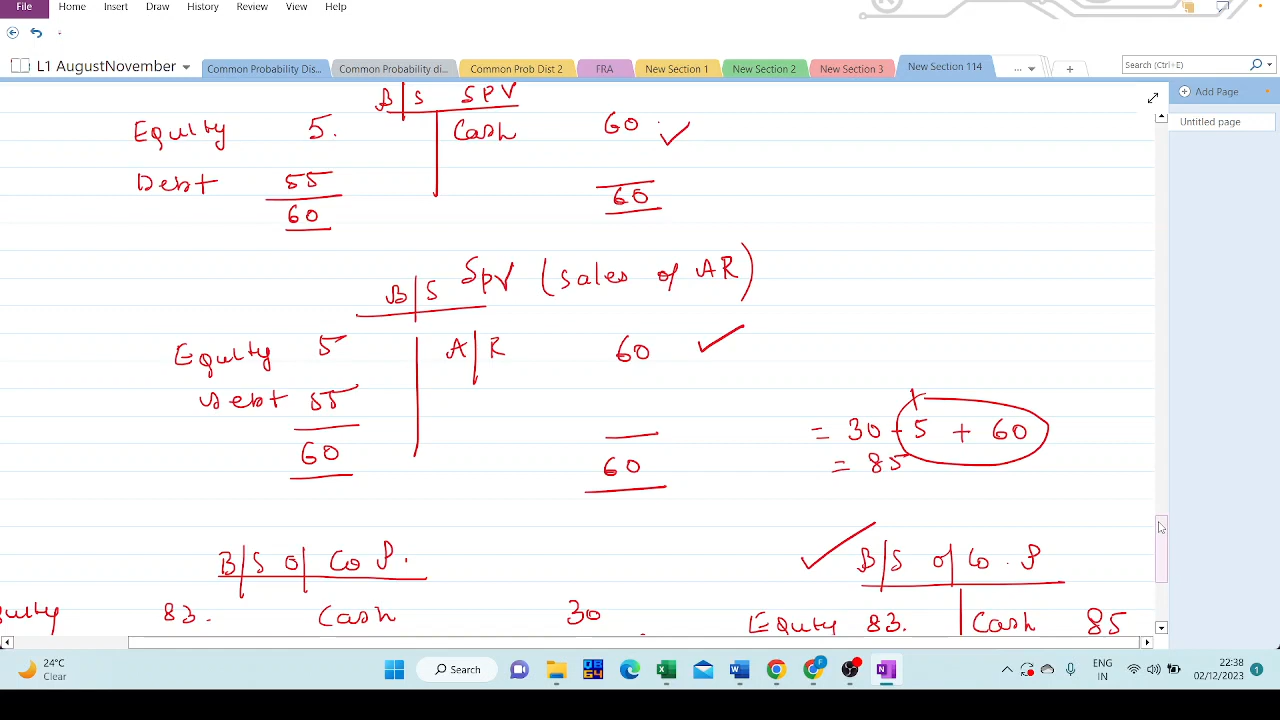 File Home Insert Draw History Review View Help
L1 AugustNovember Common Probability Dis... Common Probability di... Common Prob Dist 2 FRA New Section 1 New Section 2 New Section 3 New Section 114 ... + Search (Ctrl+E)
Add Page
Untitled page
B|S SPV
Equity 5. Cash 60
Debt 55
60 60
B|S SPV (Sales of AR)
Equity 5 A|R 60
Debt 55
60 60
= 30 - 5 + 60
= 85
B|S o| Co P. B|S o| Co. P
quity 83. Cash 30 Equity 83. Cash 85
24°C
Clear
Search
ENG
IN
22:38
02/12/2023